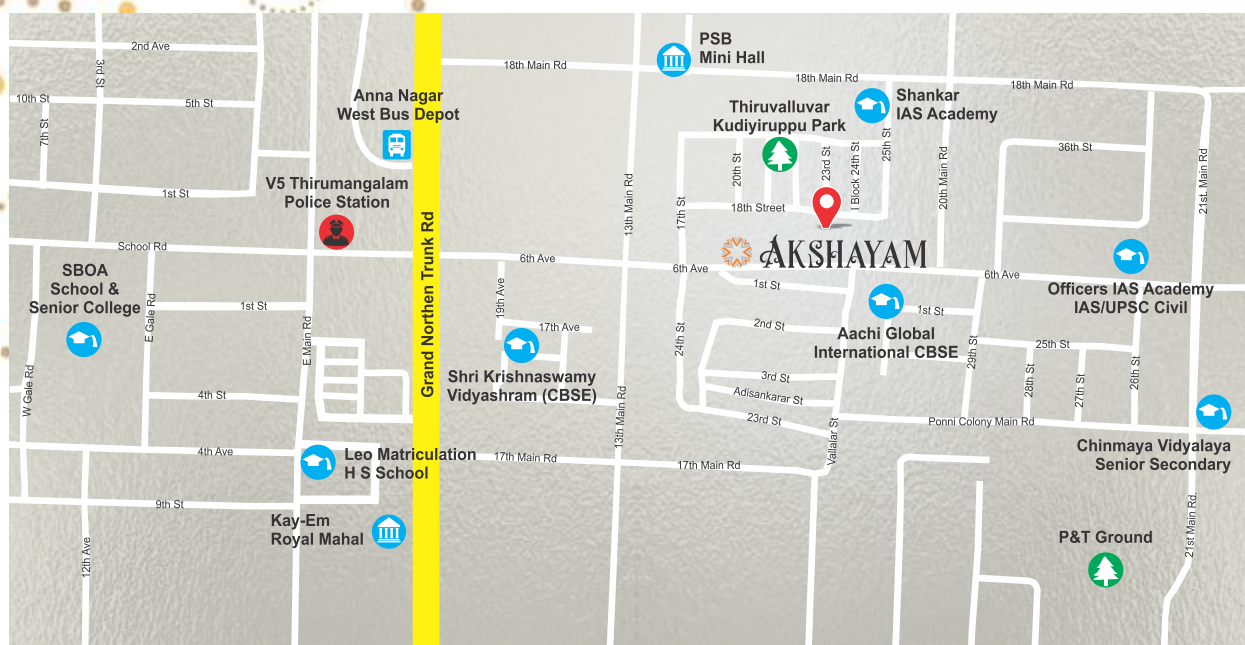 2nd Ave
3rd St
10th St
5th St
7th St
1st St
Anna Nagar
West Bus Depot
V5 Thirumangalam
Police Station
School Rd
SBOA
School &
Senior College
W Gale Rd
E Gale Rd
1st St
E Main Rd
4th St
4th Ave
9th St
12th Ave
Leo Matriculation
H S School
Kay-Em
Royal Mahal
Grand Northen Trunk Rd
18th Main Rd
PSB
Mini Hall
18th Main Rd
18th Main Rd
Thiruvalluvar
Kudiyiruppu Park
Shankar
IAS Academy
13th Main Rd
17th St
20th St
23rd St
I Block 24th St
25th St
20th Main Rd
36th St
21st Main Rd
18th Street
AKSHAYAM
6th Ave
6th Ave
6th Ave
19th Ave
17th Ave
Shri Krishnaswamy
Vidyashram (CBSE)
13th Main Rd
17th Main Rd
17th Main Rd
1st St
24th St
2nd St
3rd St
Adisankarar St
23rd St
Vallalar St
Aachi Global
International CBSE
1st St
29th St
25th St
28th St
27th St
26th St
Ponni Colony Main Rd
Officers IAS Academy
IAS/UPSC Civil
Chinmaya Vidyalaya
Senior Secondary
21st Main Rd.
P&T Ground